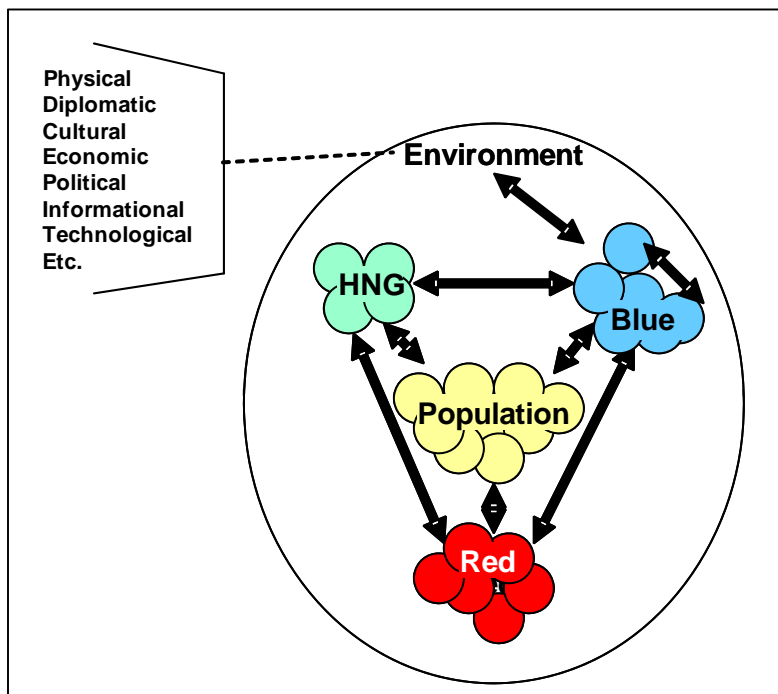 Physical
Diplomatic
Cultural
Economic
Political
Informational
Technological
Etc.
Environment
HNG
Blue
Population
Red